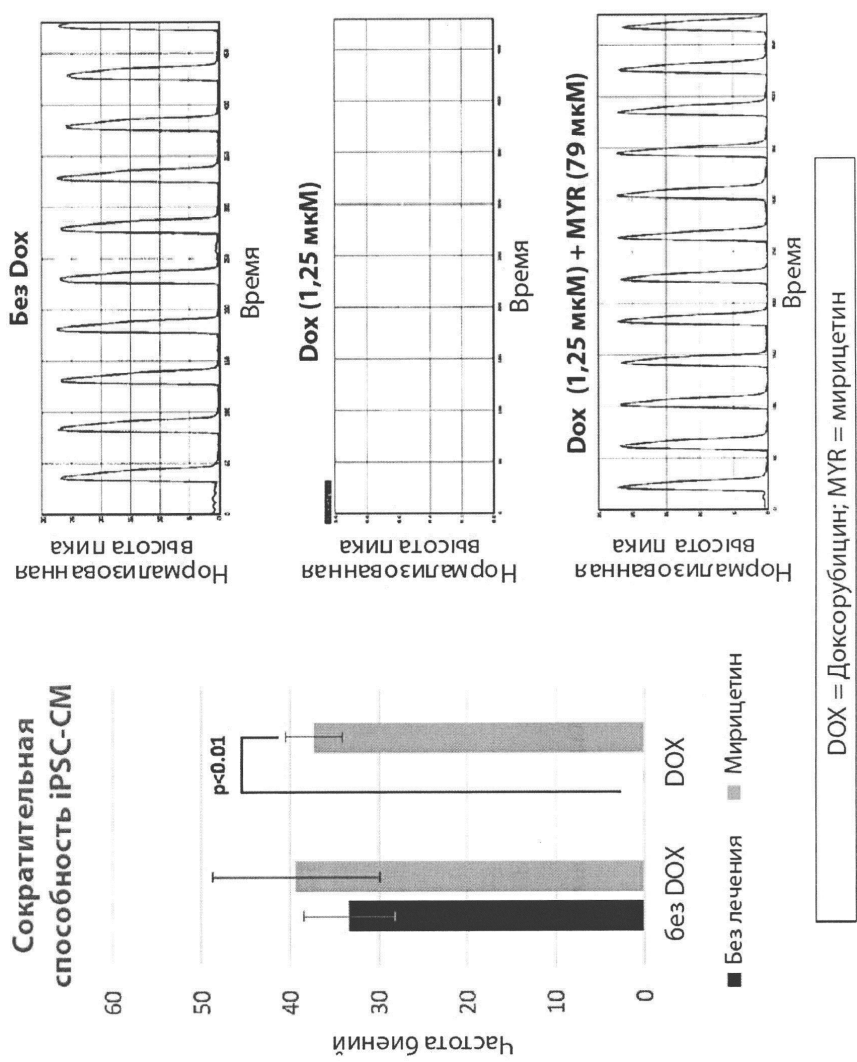 Сократительная
способность iPSC-CM
Частота биений
60
50
40
30
20
10
0
p<0.01
без DOX
DOX
Без лечения
Мирицетин
Без Dox
Нормализованная
высота пика
Время
Dox (1,25 мкМ)
Нормализованная
высота пика
Время
Dox (1,25 мкМ) + MYR (79 мкМ)
Нормализованная
высота пика
Время
DOX = Доксорубицин; MYR = мирицетин